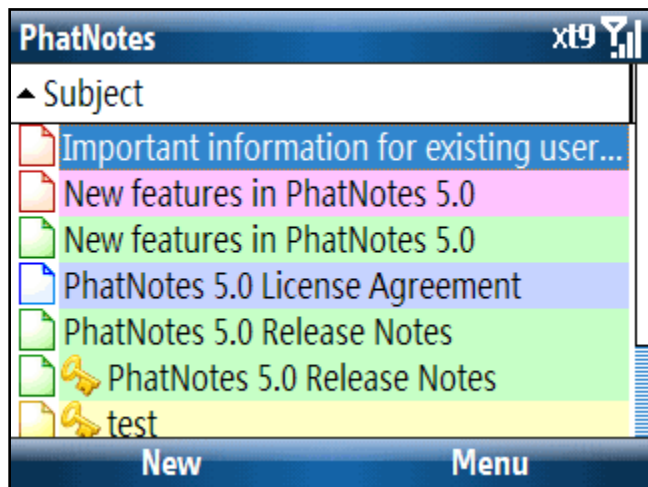 PhatNotes xt9
Subject
Important information for existing user...
New features in PhatNotes 5.0
New features in PhatNotes 5.0
PhatNotes 5.0 License Agreement
PhatNotes 5.0 Release Notes
PhatNotes 5.0 Release Notes
test
New Menu